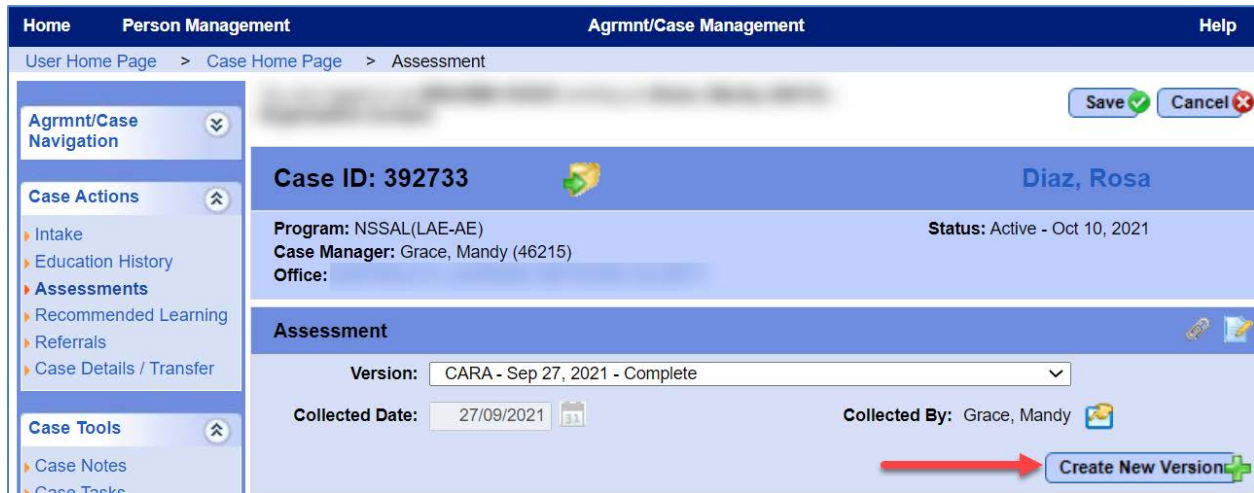 Home Person Management Agrmnt/Case Management Help
User Home Page > Case Home Page > Assessment
Save Cancel
Agrmnt/Case
Navigation
Case ID: 392733 Diaz, Rosa
Case Actions
Program: NSSAL(LAE-AE) Status: Active - Oct 10, 2021
Intake
Case Manager: Grace, Mandy (46215)
Education History
Office:
Assessments
Recommended Learning
Assessment
Referrals
Case Details / Transfer
Version: CARA - Sep 27, 2021 - Complete
Collected Date: 27/09/2021 31 Collected By: Grace, Mandy
Case Tools
Case Notes
Create New Version
Case Tasks